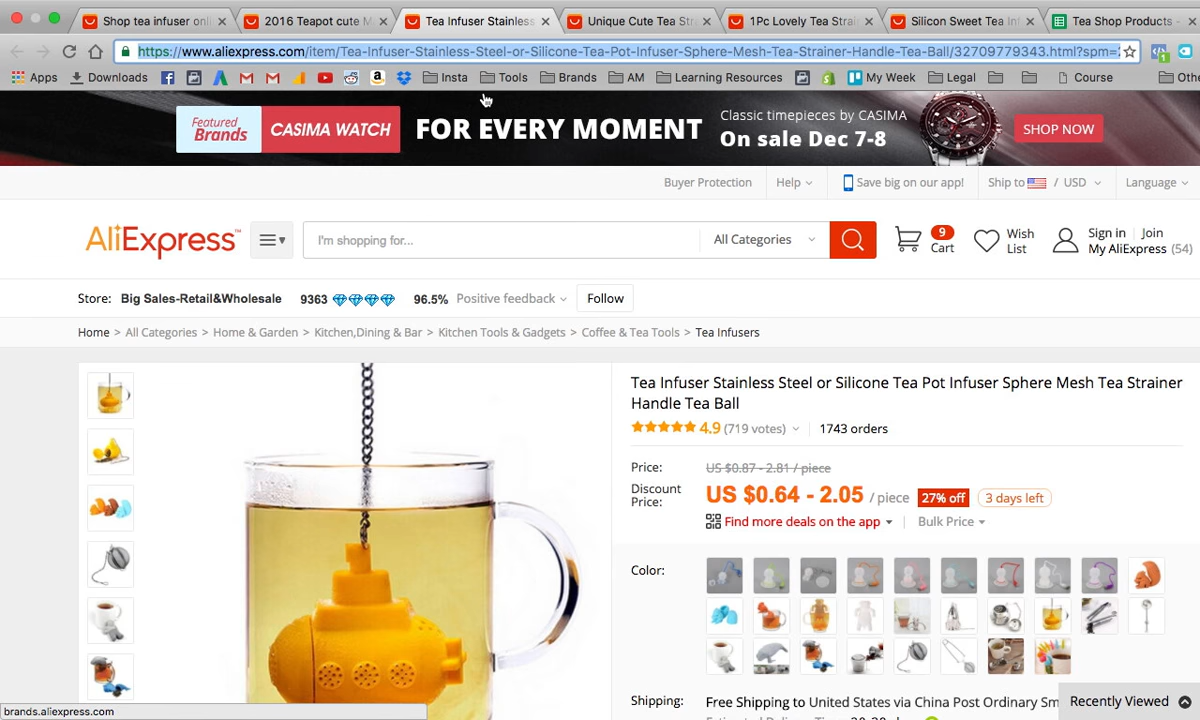 Shop tea infuser onli
2016 Teapot cute M
Tea Infuser Stainless
Unique Cute Tea Str
1Pc Lovely Tea Strai
Silicon Sweet Tea Inf
Tea Shop Products -
https://www.aliexpress.com/item/Tea-Infuser-Stainless-Steel-or-Silicone-Tea-Pot-Infuser-Sphere-Mesh-Tea-Strainer-Handle-Tea-Ball/32709779343.html?spm=
Apps Downloads Insta Tools Brands AM Learning Resources My Week Legal Course Othe
Featured Brands
CASIMA WATCH
FOR EVERY MOMENT
Classic timepieces by CASIMA
On sale Dec 7-8
SHOP NOW
Buyer Protection Help Save big on our app! Ship to / USD Language
AliExpress™
I'm shopping for...
All Categories
9
Cart
Wish List
Sign in Join
My AliExpress (54)
Store: Big Sales-Retail&Wholesale 9363 96.5% Positive feedback Follow
Home > All Categories > Home & Garden > Kitchen,Dining & Bar > Kitchen Tools & Gadgets > Coffee & Tea Tools > Tea Infusers
Tea Infuser Stainless Steel or Silicone Tea Pot Infuser Sphere Mesh Tea Strainer
Handle Tea Ball
4.9 (719 votes) 1743 orders
Price: US $0.87 - 2.81 / piece
Discount Price: US $0.64 - 2.05 / piece 27% off 3 days left
Find more deals on the app Bulk Price
Color:
Shipping: Free Shipping to United States via China Post Ordinary Sm
Recently Viewed
brands.aliexpress.com